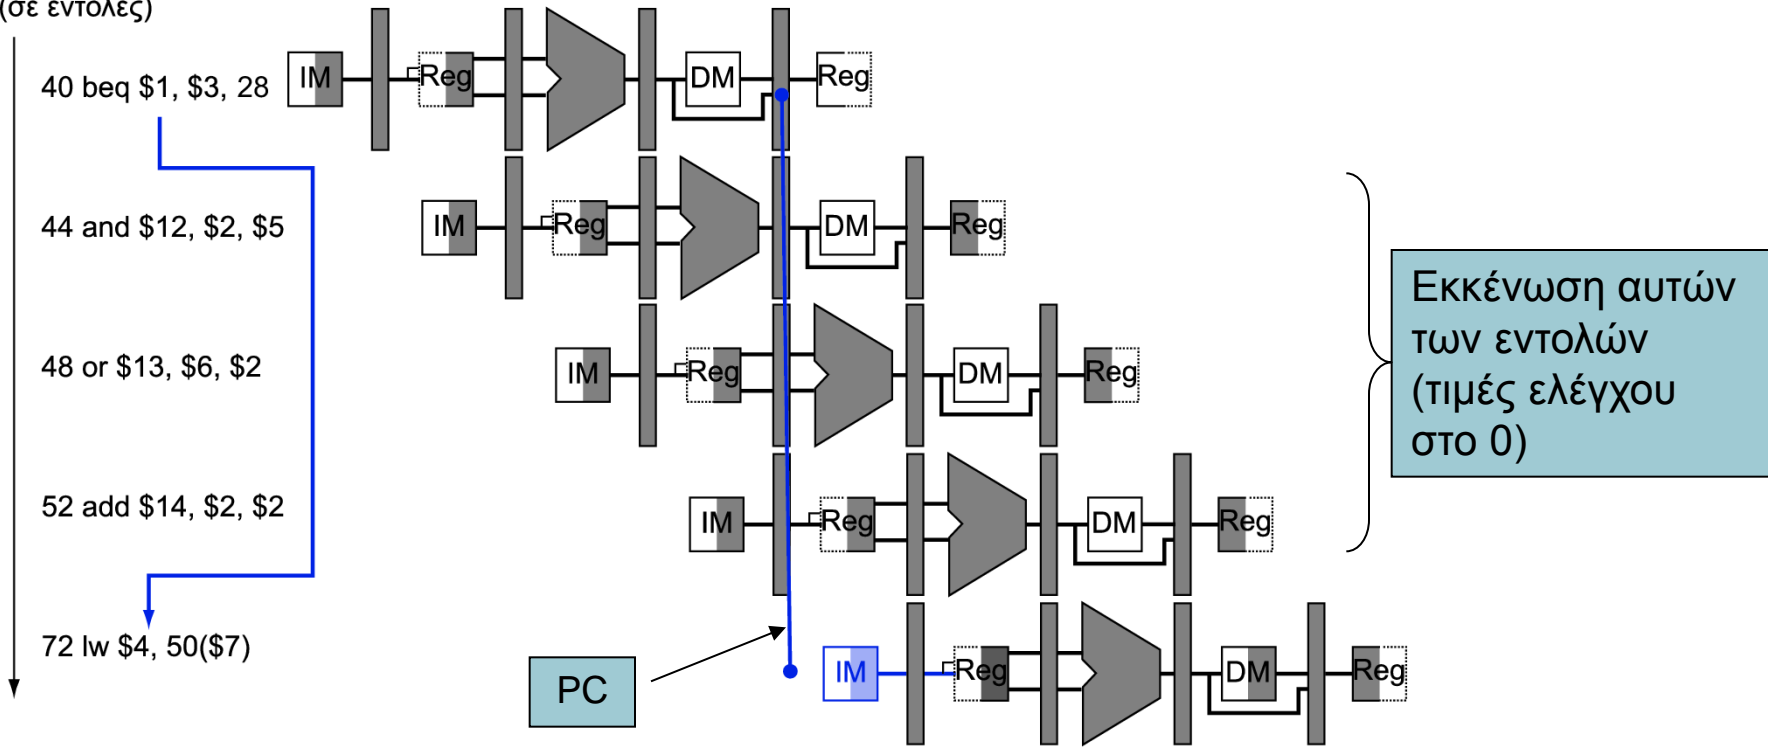 (σε εντολές)
40 beq $1, $3, 28
IM Reg DM Reg
44 and $12, $2, $5
IM Reg DM Reg
48 or $13, $6, $2
IM Reg DM Reg
52 add $14, $2, $2
IM Reg DM Reg
72 lw $4, 50($7)
IM Reg DM Reg
PC
Εκκένωση αυτών
των εντολών
(τιμές ελέγχου
στο 0)